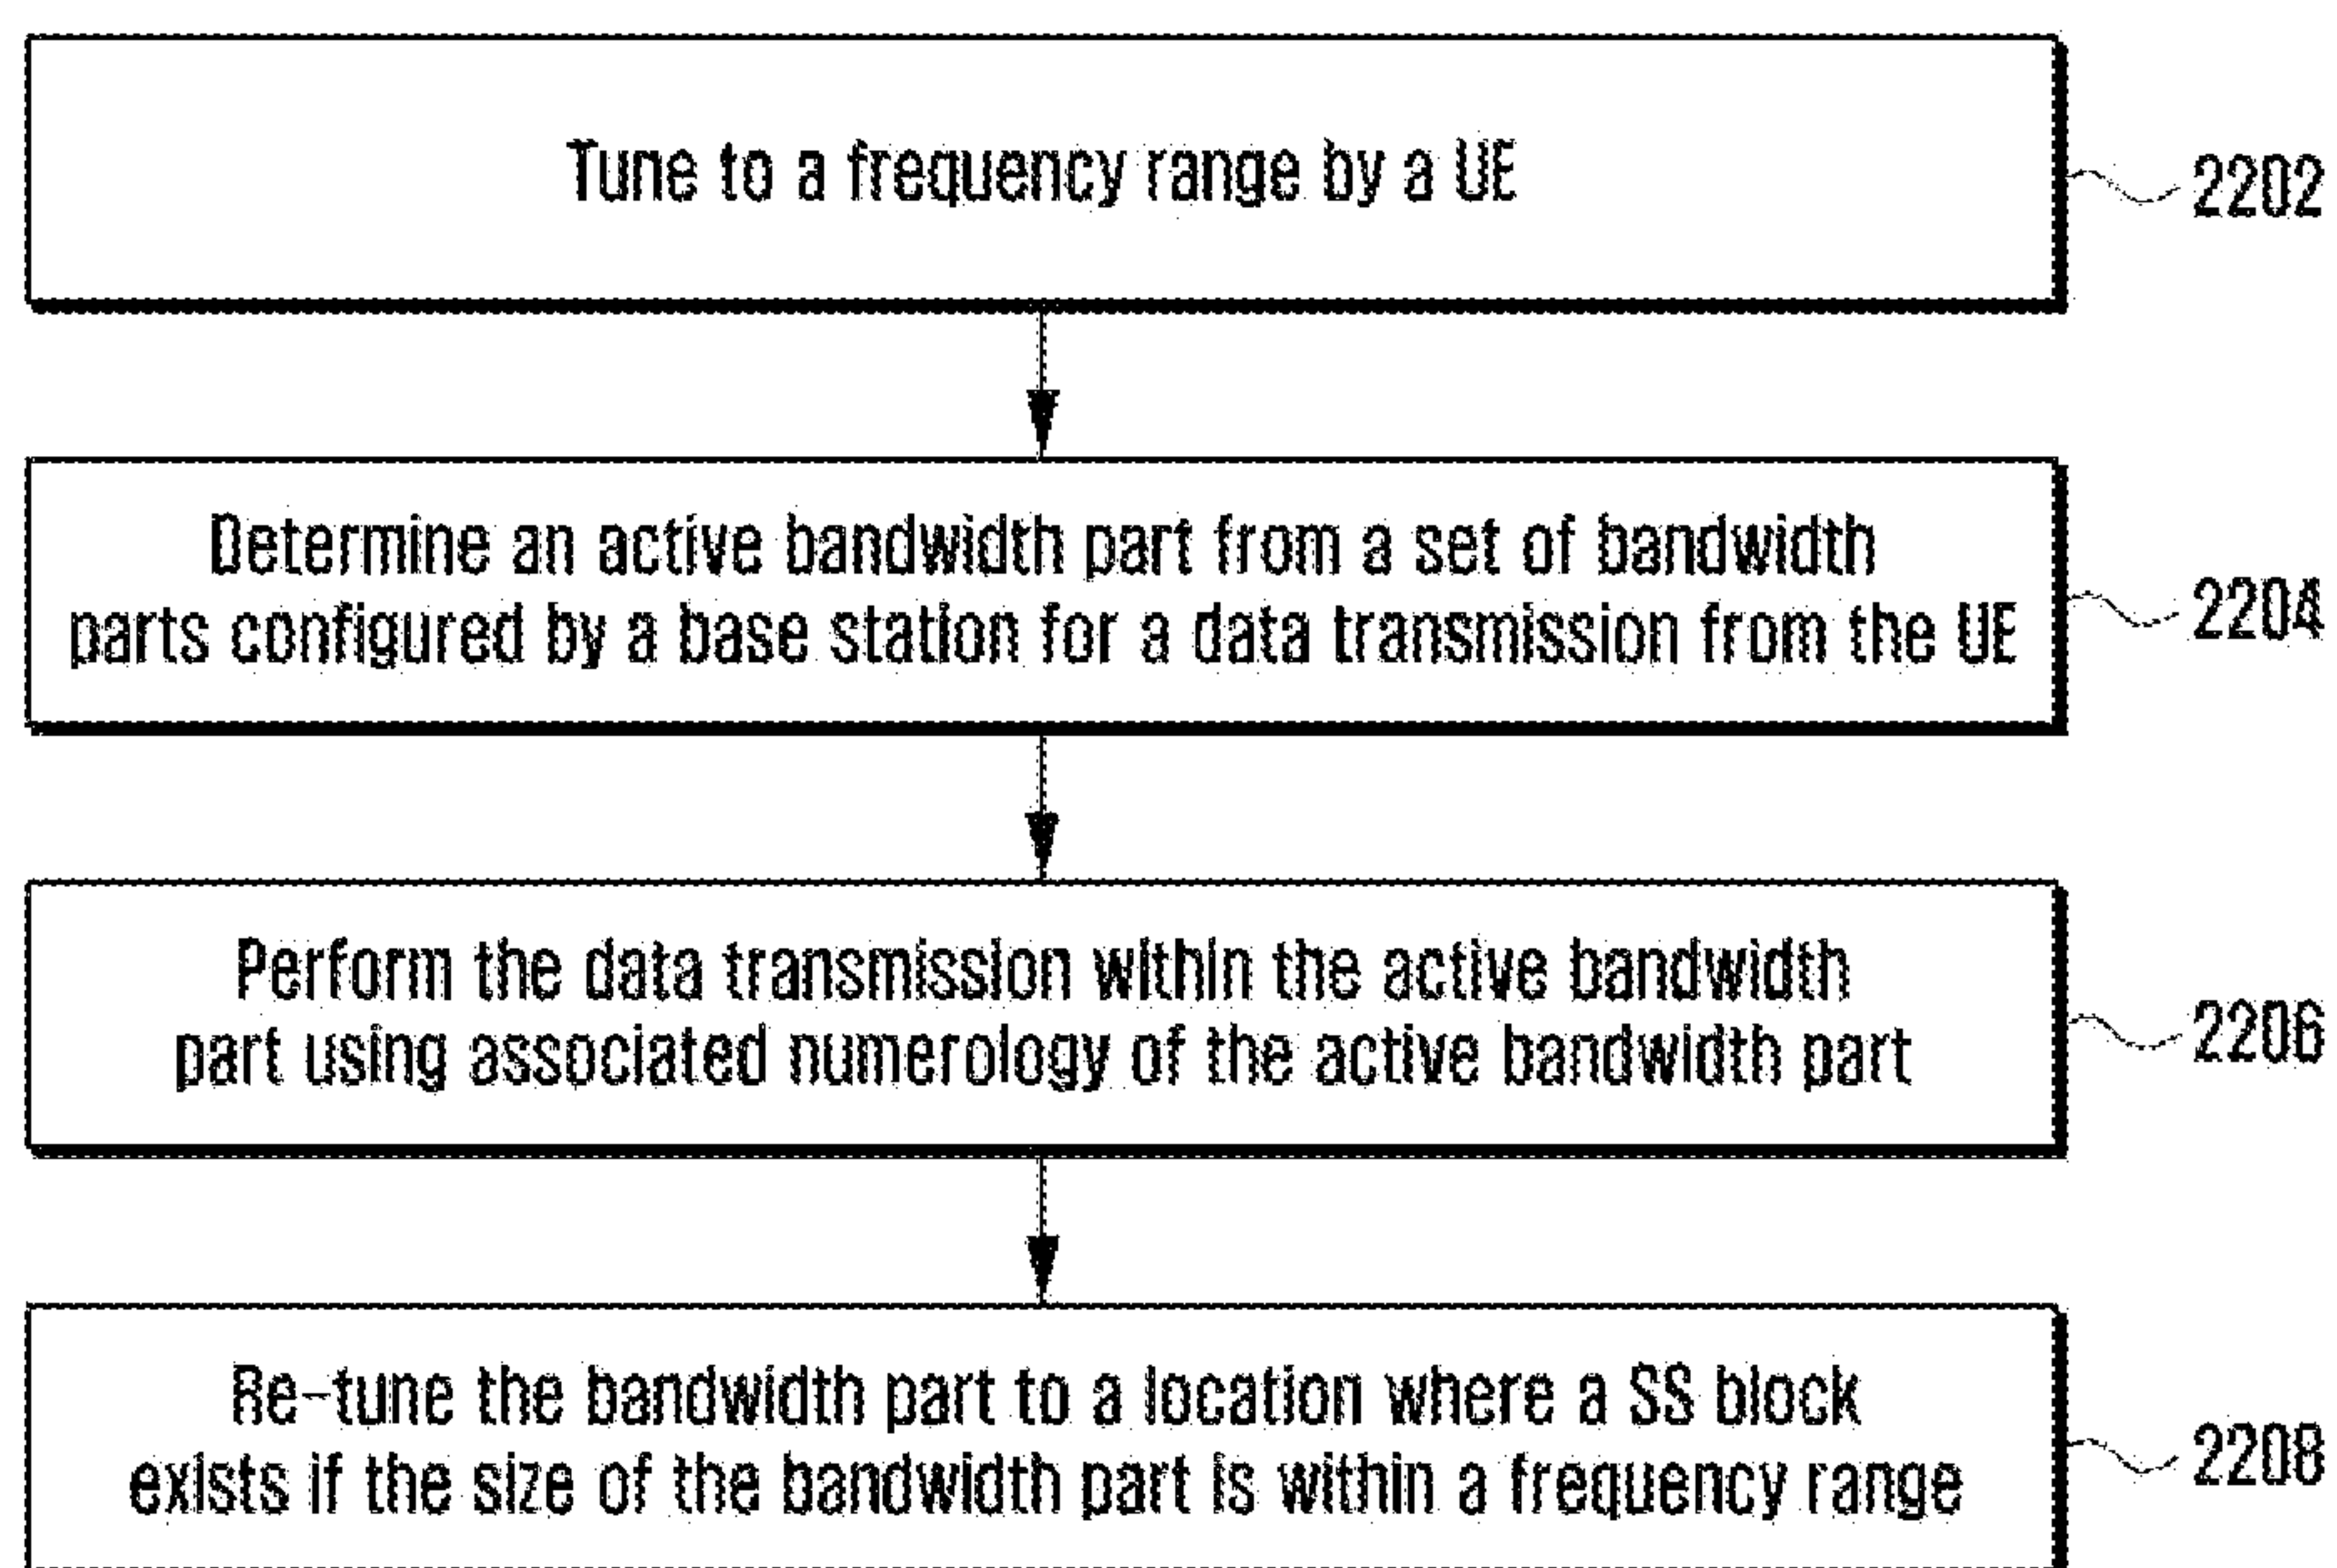 Tune to a frequency range by a UE
2202
Determine an active bandwidth part from a set of bandwidth
parts configured by a base station for a data transmission from the UE
2204
Perform the data transmission within the active bandwidth
part using associated numerology of the active bandwidth part
2206
Re-tune the bandwidth part to a location where a SS block
exists if the size of the bandwidth part is within a frequency range
2208